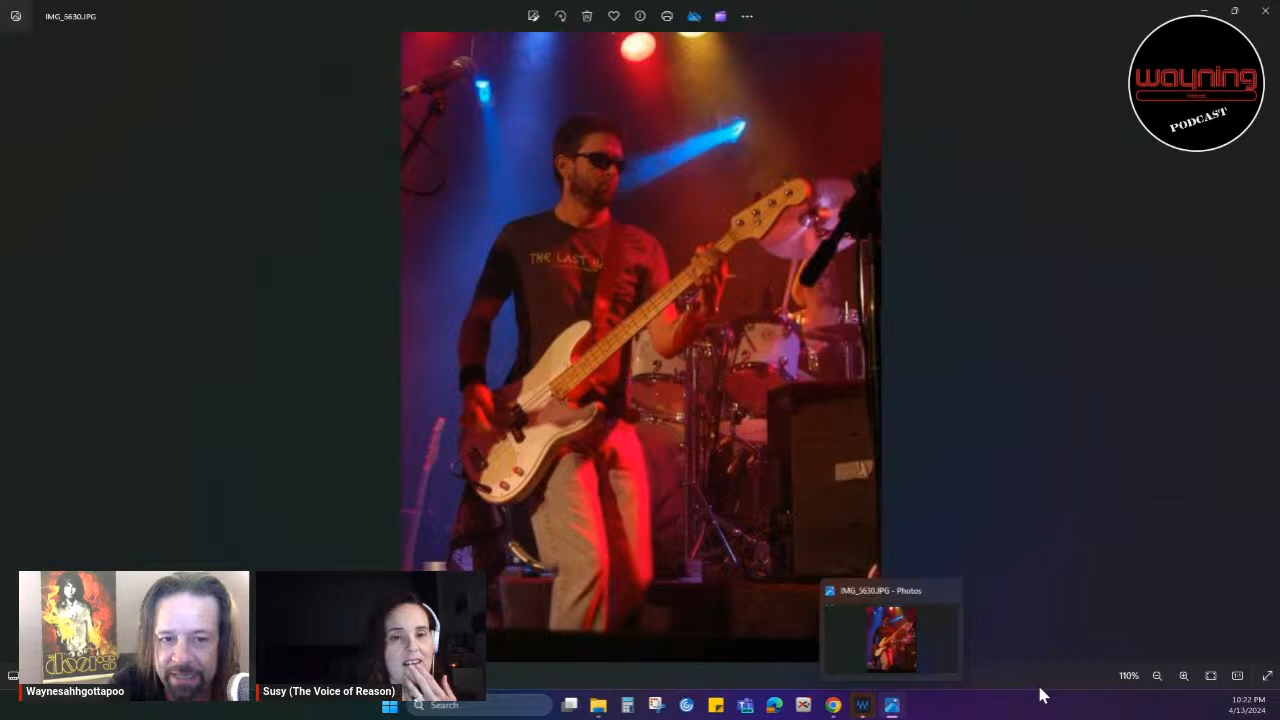 IMG_5630.JPG
wayning
PODCAST
THE LAST
IMG_5630.JPG - Photos
doors
Waynesahhgottapoo
Susy (The Voice of Reason)
110%
Search
10:22 PM
4/13/2024